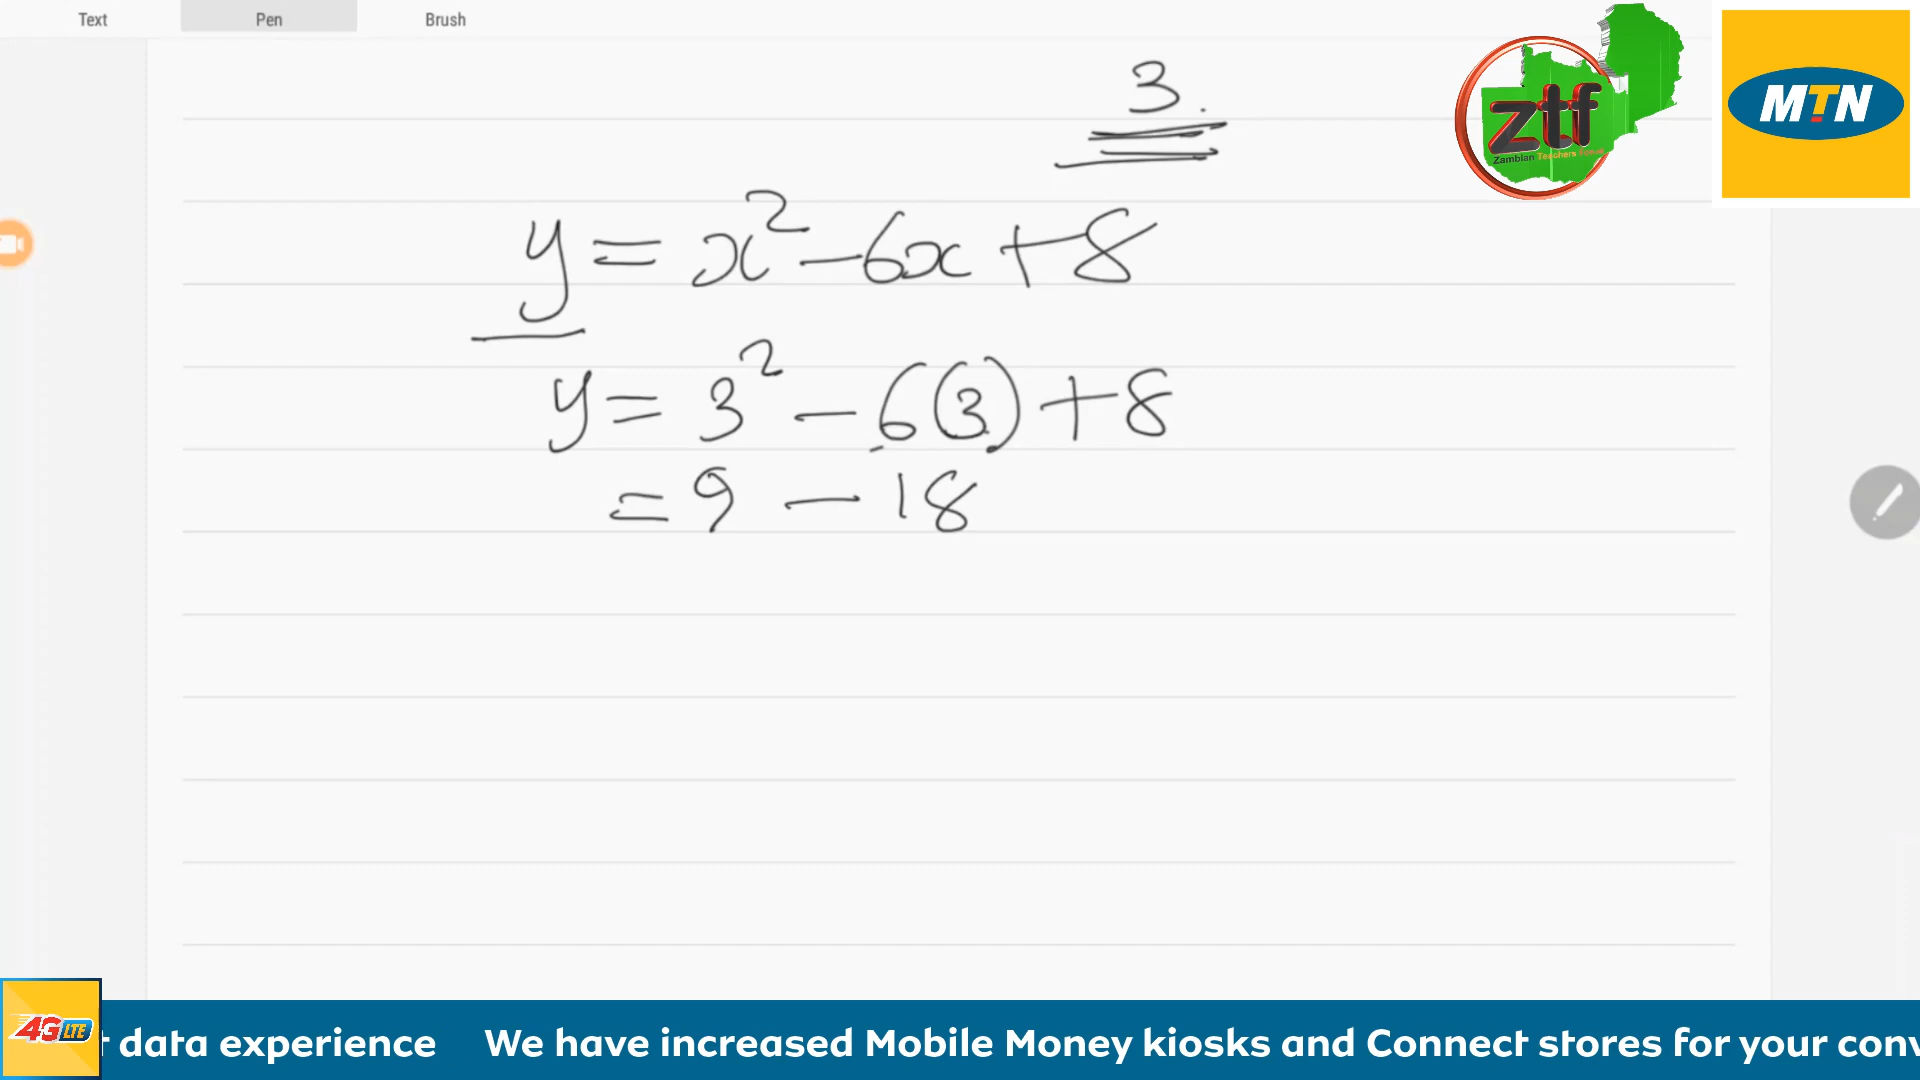 Text Pen Brush
3.
y = x² - 6x + 8
y = 3² - 6(3) + 8
= 9 - 18
ztf
Zambian Teachers Forum
MTN
4G LTE
t data experience We have increased Mobile Money kiosks and Connect stores for your conv